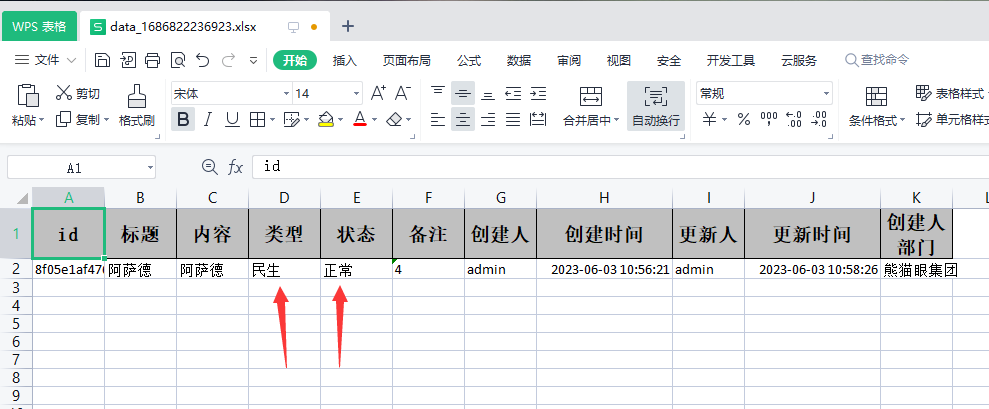 WPS 表格
data_1686822236923.xlsx
文件
开始
插入
页面布局
公式
数据
审阅
视图
安全
开发工具
云服务
查找命令
粘贴
剪切
复制
格式刷
宋体
14
A+ A-
B I U
合并居中
自动换行
常规
条件格式
表格样式
单元格样式
A1
fx
id
A B C D E F G H I J K
1 id 标题 内容 类型 状态 备注 创建人 创建时间 更新人 更新时间 创建人
部门
2 8f05e1af47 阿萨德 阿萨德 民生 正常 4 admin 2023-06-03 10:56:21 admin 2023-06-03 10:58:26 熊猫眼集团
3
4
5
6
7
8
9